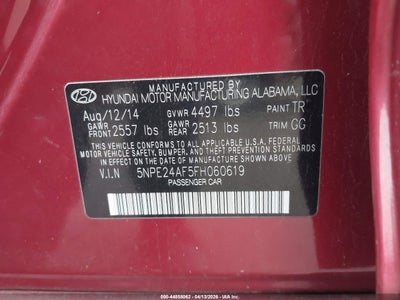 MANUFACTURED BY
HYUNDAI MOTOR MANUFACTURING ALABAMA, LLC
Aug/12/14 GVWR 4497 lbs PAINT TR
GAWR FRONT 2557 lbs GAWR REAR 2513 lbs TRIM GG
THIS VEHICLE CONFORMS TO ALL APPLICABLE U.S.A. FEDERAL MOTOR
VEHICLE SAFETY, BUMPER, AND THEFT PREVENTION STANDARDS IN
EFFECT ON THE DATE OF MANUFACTURE SHOWN ABOVE.
V.I.N 5NPE24AF5FH060619
PASSENGER CAR
000-44858062 - 04/13/2026 - IAA Inc.